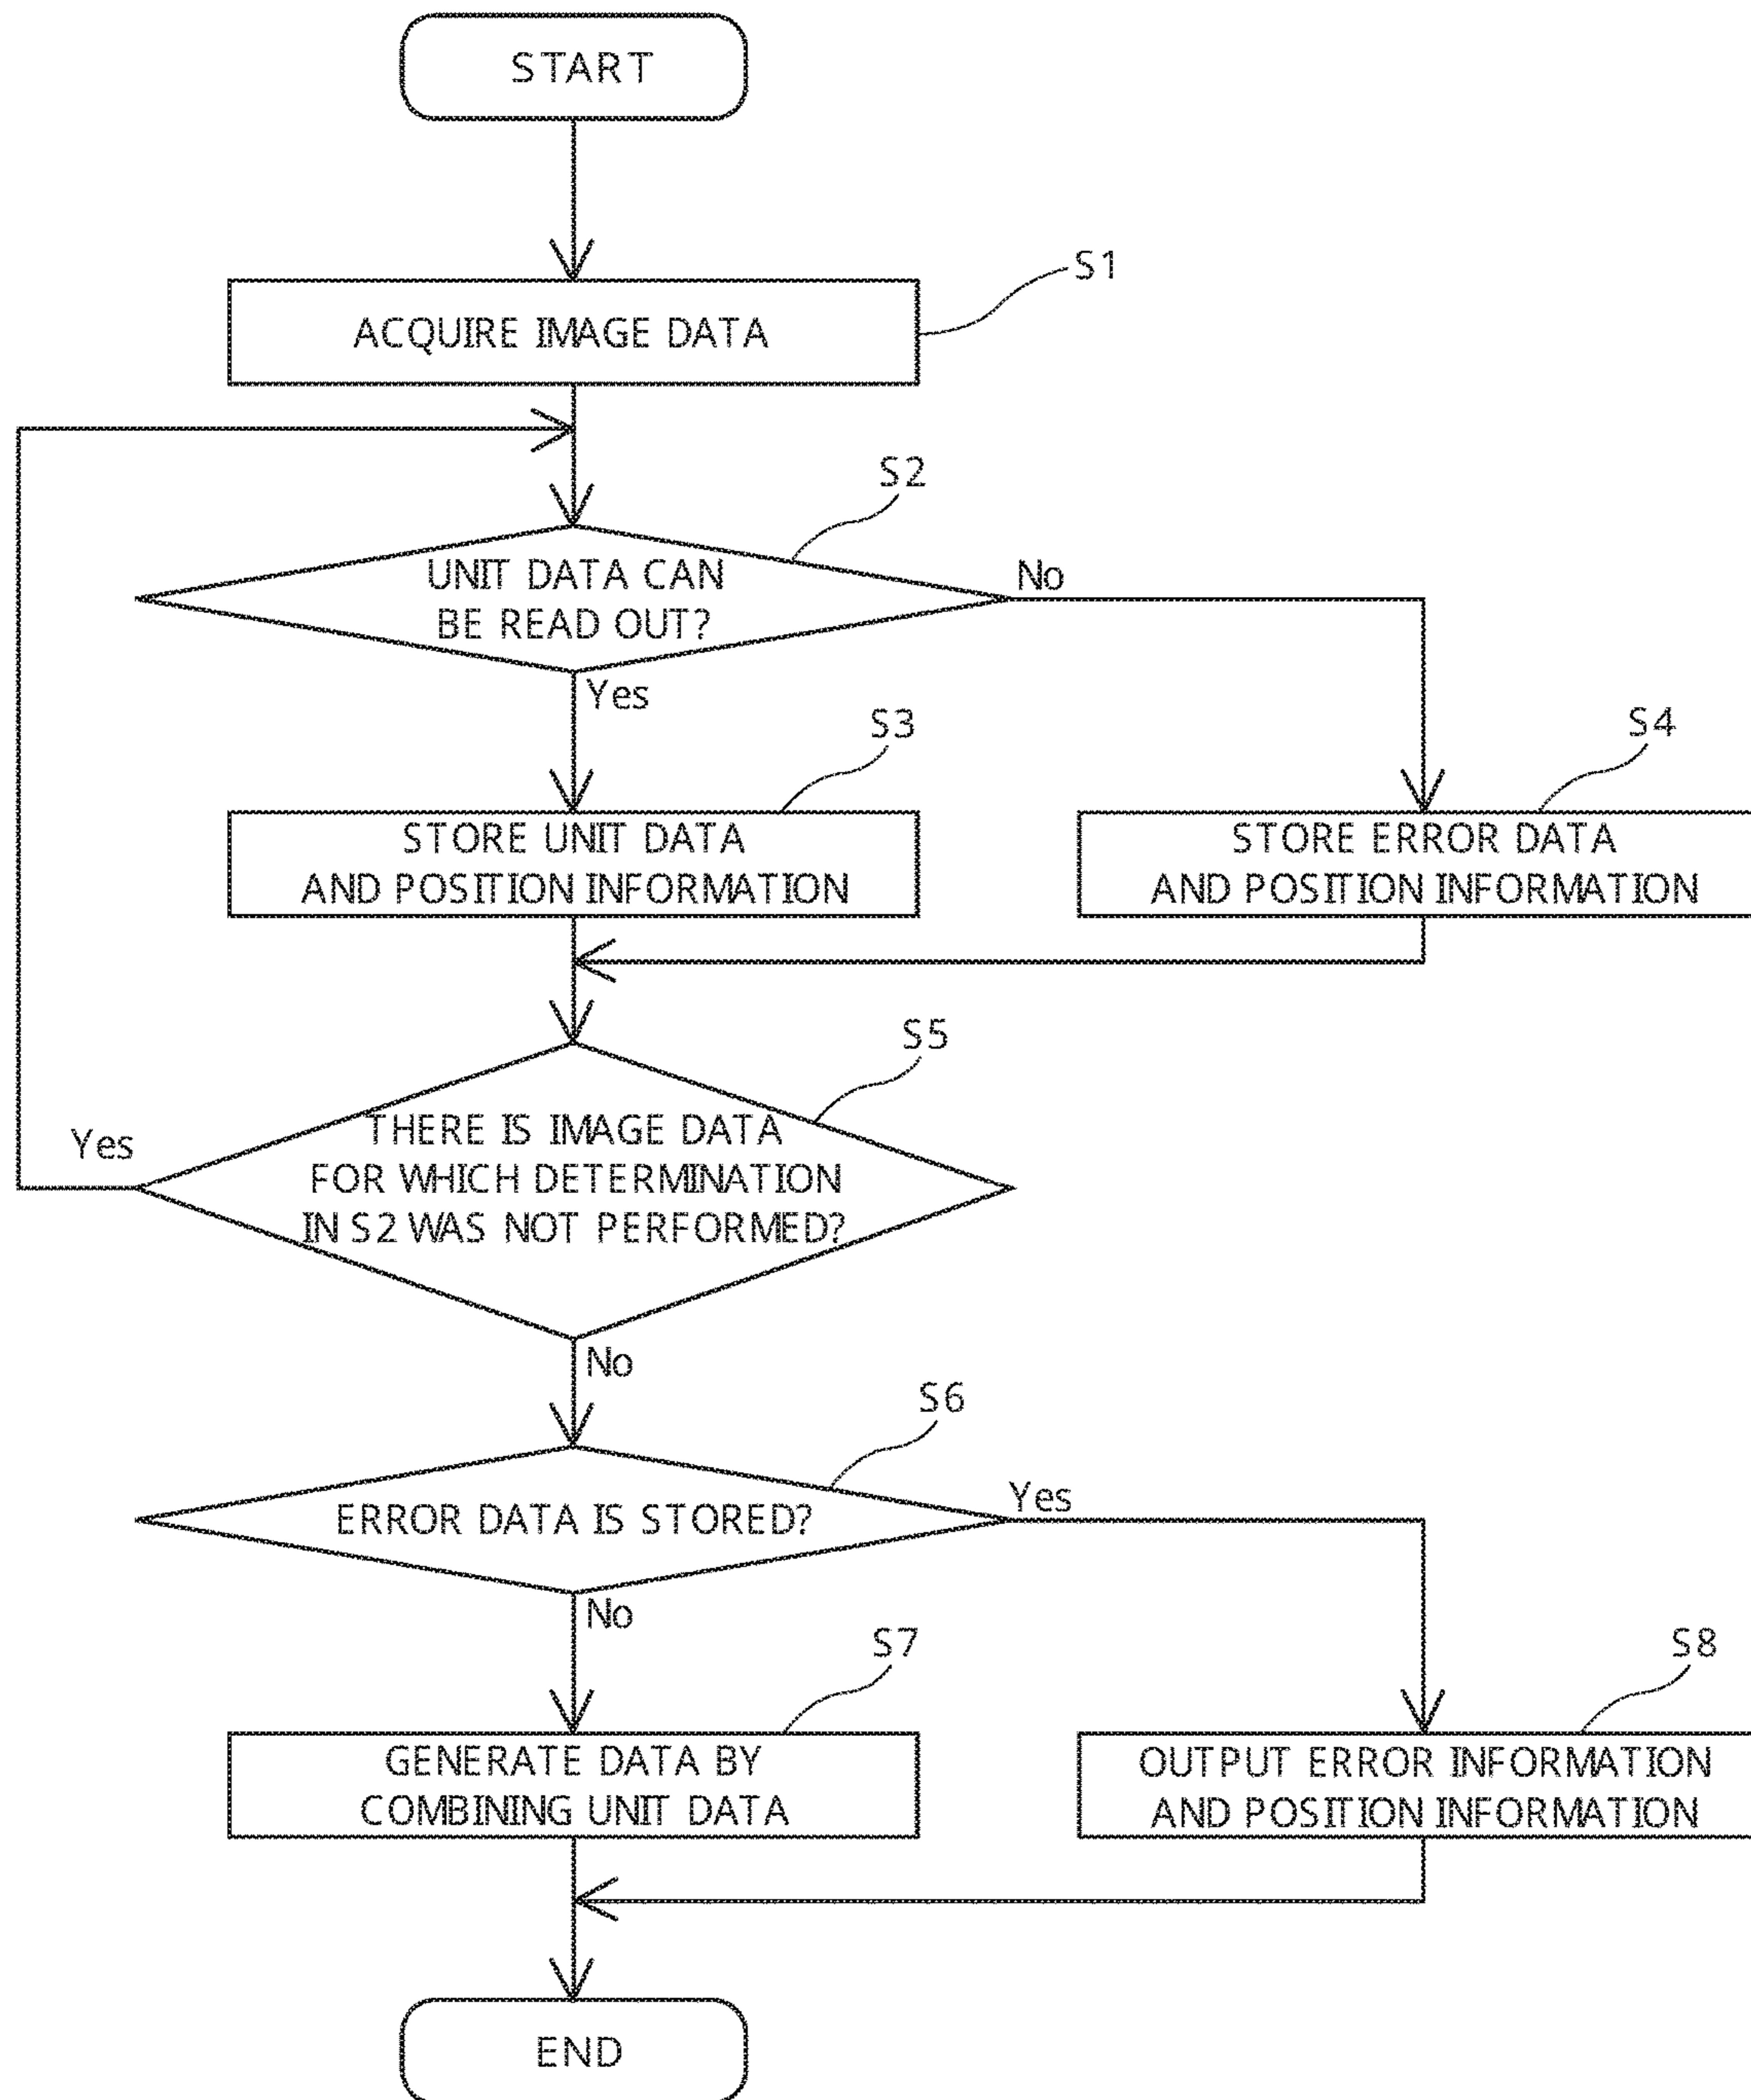 START
S1
ACQUIRE IMAGE DATA
S2
UNIT DATA CAN
BE READ OUT?
No
Yes
S3
S4
STORE UNIT DATA
AND POSITION INFORMATION
STORE ERROR DATA
AND POSITION INFORMATION
S5
THERE IS IMAGE DATA
FOR WHICH DETERMINATION
IN S2 WAS NOT PERFORMED?
Yes
No
S6
ERROR DATA IS STORED?
Yes
No
S7
S8
GENERATE DATA BY
COMBINING UNIT DATA
OUTPUT ERROR INFORMATION
AND POSITION INFORMATION
END